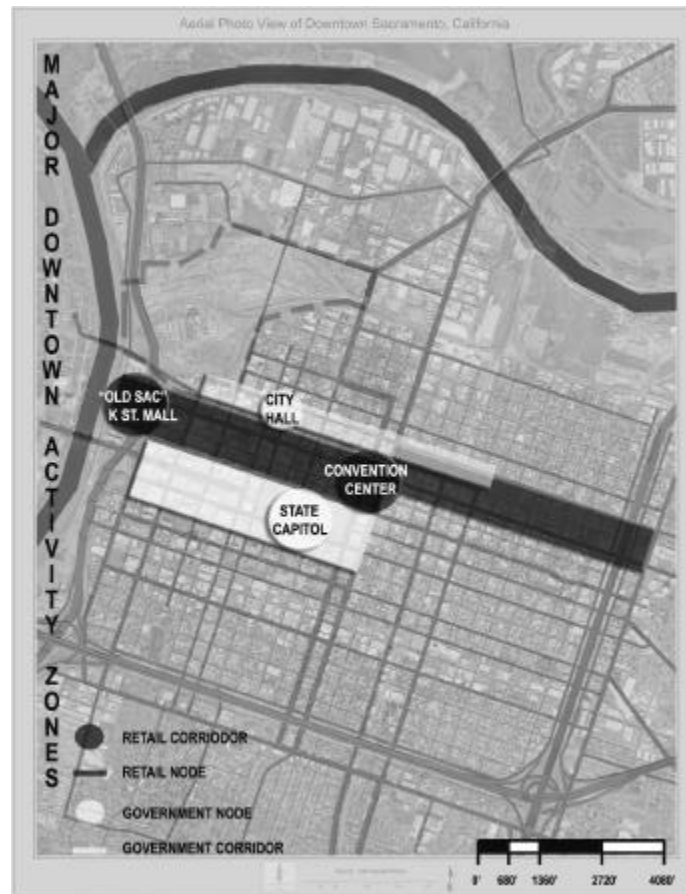 Aerial Photo View of Downtown Sacramento, California
MAJOR DOWNTOWN ACTIVITY ZONES
"OLD SAC"
K ST. MALL
CITY
HALL
CONVENTION
CENTER
STATE
CAPITOL
RETAIL CORRIODOR
RETAIL NODE
GOVERNMENT NODE
GOVERNMENT CORRIDOR
0' 680' 1360' 2720' 4080'